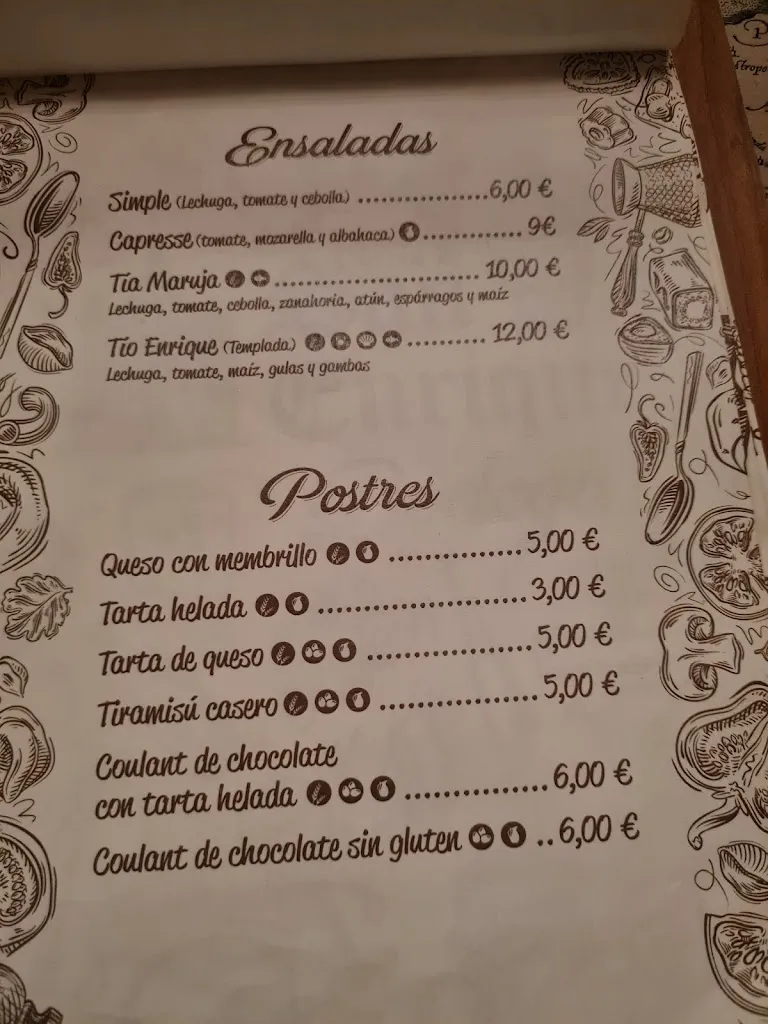 Ensaladas
Simple (Lechuga, tomate y cebolla.) ....................6,00 €
Capresse (tomate, mozarella y albahaca.) ............... 9€
Tía Maruja ............................... 10,00 €
Lechuga, tomate, cebolla, zanahoria, atún, espárragos y maíz
Tío Enrique (Templada.) .......... 12,00 €
Lechuga, tomate, maíz, gulas y gambas
Postres
Queso con membrillo ............... 5,00 €
Tarta helada ........................ 3,00 €
Tarta de queso ................... 5,00 €
Tiramisú casero .................. 5,00 €
Coulant de chocolate
con tarta helada ................ 6,00 €
Coulant de chocolate sin gluten .. 6,00 €